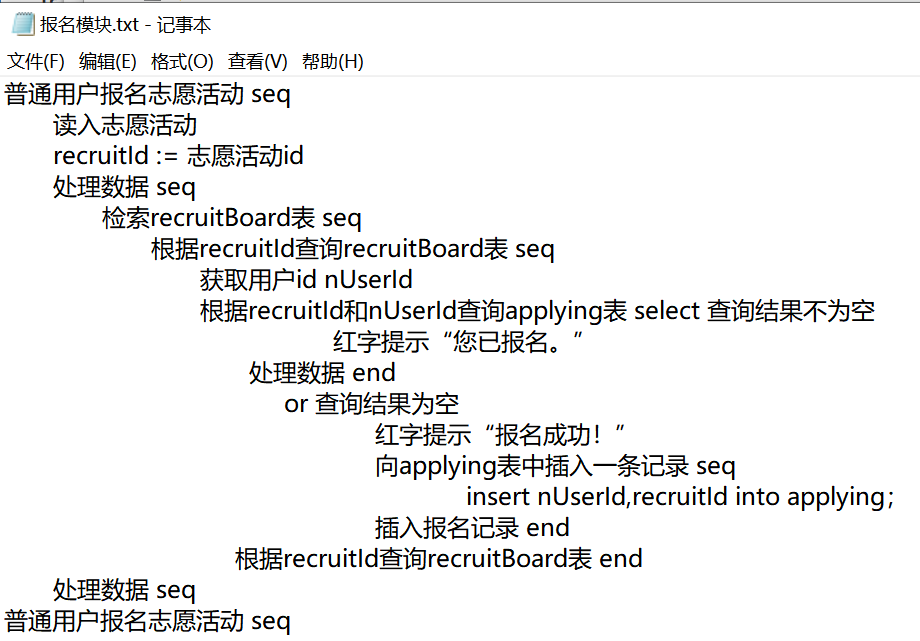 报名模块.txt - 记事本
文件(F) 编辑(E) 格式(O) 查看(V) 帮助(H)
普通用户报名志愿活动 seq
读入志愿活动
recruitId := 志愿活动id
处理数据 seq
检索recruitBoard表 seq
根据recruitId查询recruitBoard表 seq
获取用户id nUserId
根据recruitId和nUserId查询applying表 select 查询结果不为空
红字提示“您已报名。”
处理数据 end
or 查询结果为空
红字提示“报名成功！”
向applying表中插入一条记录 seq
insert nUserId,recruitId into applying；
插入报名记录 end
根据recruitId查询recruitBoard表 end
处理数据 seq
普通用户报名志愿活动 seq